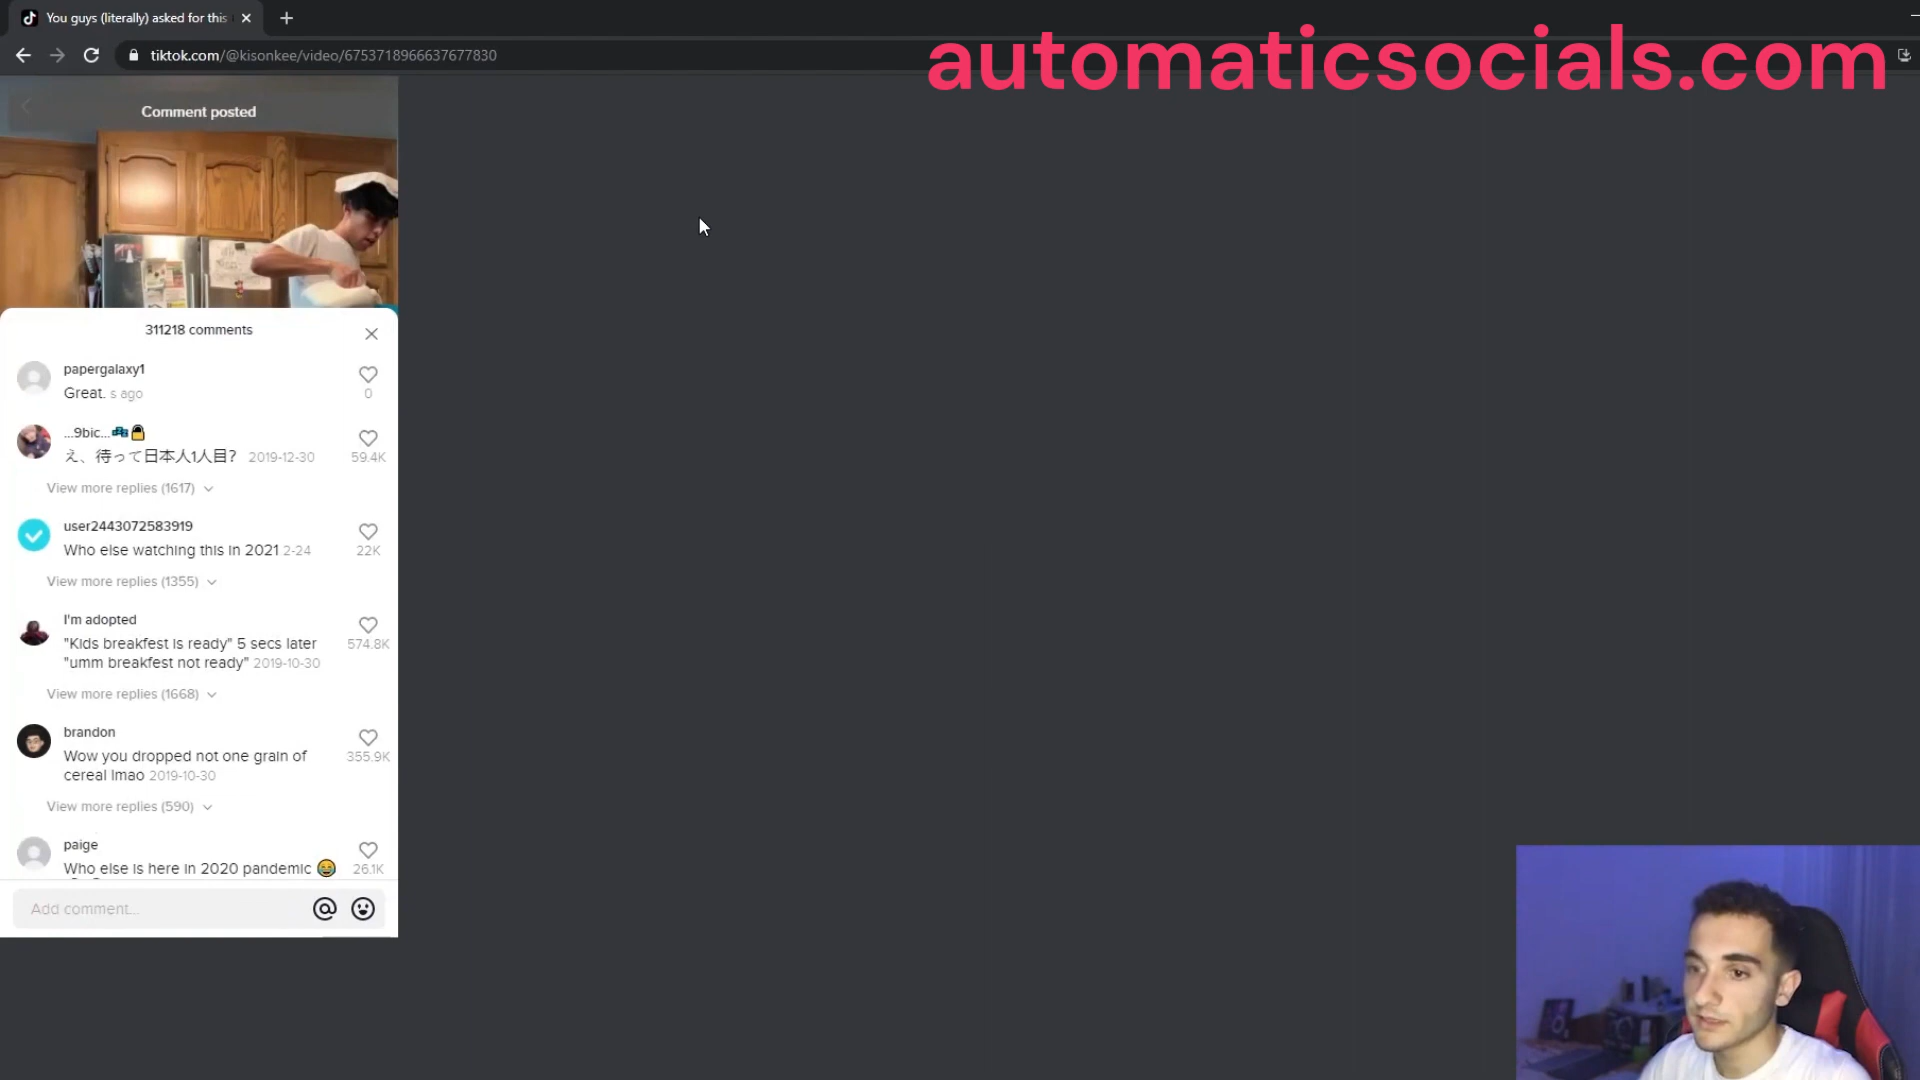 You guys (literally) asked for this
tiktok.com/@kisonkee/video/6753718966637677830
automaticsocials.com
Comment posted
311218 comments
papergalaxy1
Great. s ago
0
...9bic...💤🔒
え、待って日本人1人目? 2019-12-30
59.4K
View more replies (1617)
user2443072583919
Who else watching this in 2021 2-24
22K
View more replies (1355)
I'm adopted
"Kids breakfest is ready" 5 secs later
"umm breakfest not ready" 2019-10-30
574.8K
View more replies (1668)
brandon
Wow you dropped not one grain of
cereal lmao 2019-10-30
355.9K
View more replies (590)
paige
Who else is here in 2020 pandemic 😂
26.1K
Add comment...